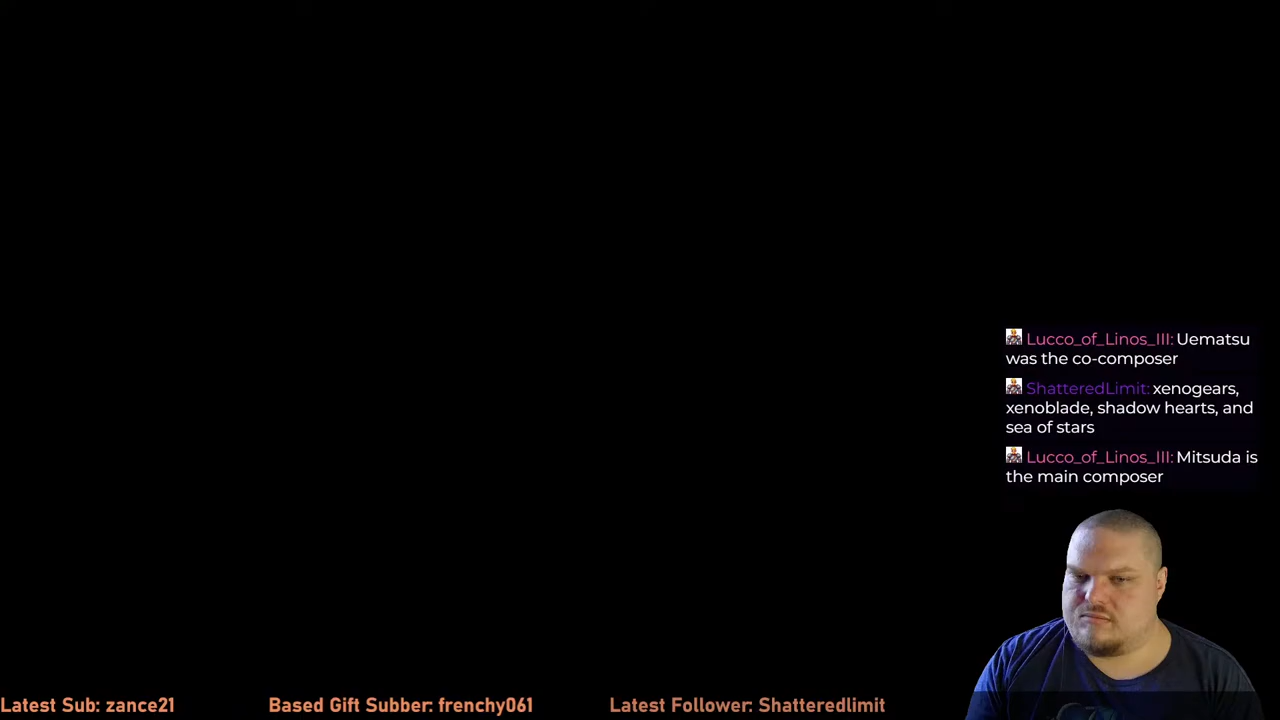 Lucco_of_Linos_III: Uematsu
was the co-composer
ShatteredLimit: xenogears,
xenoblade, shadow hearts, and
sea of stars
Lucco_of_Linos_III: Mitsuda is
the main composer
Latest Sub: zance21
Based Gift Subber: frenchy061
Latest Follower: Shatteredlimit